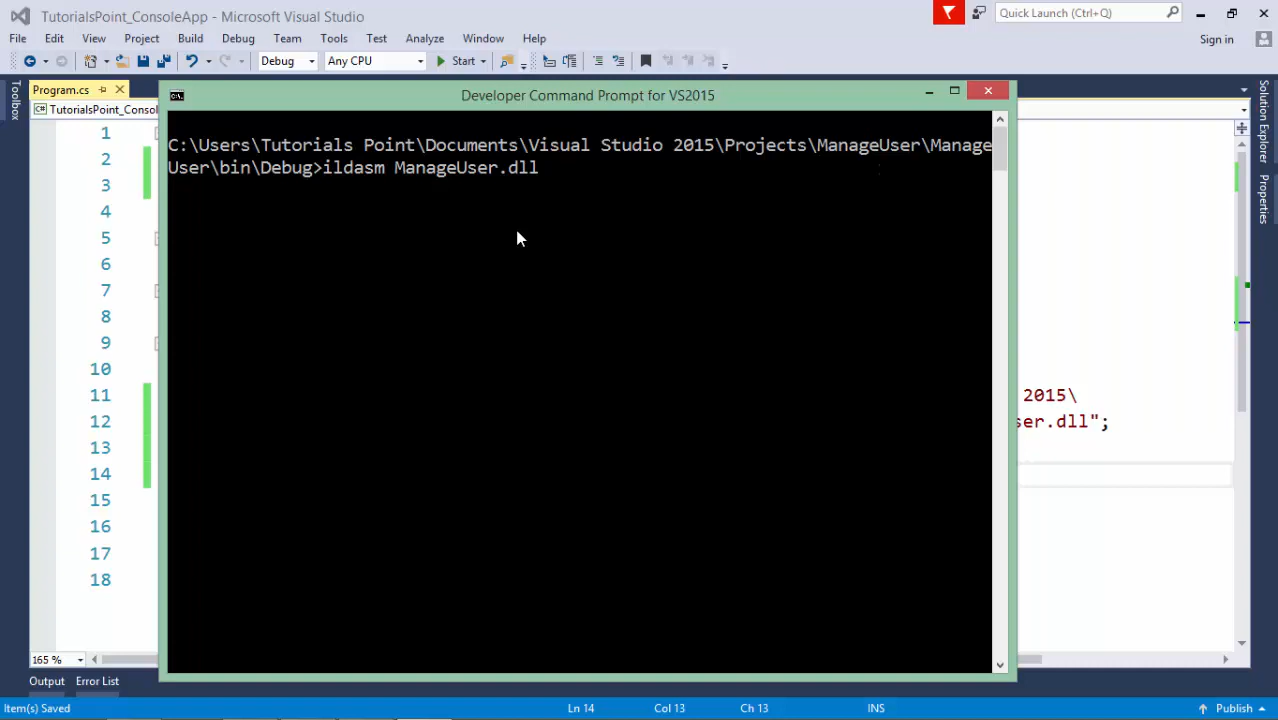 TutorialsPoint_ConsoleApp - Microsoft Visual Studio
Quick Launch (Ctrl+Q)
File Edit View Project Build Debug Team Tools Test Analyze Window Help
Sign in
Debug Any CPU Start
Toolbox
Program.cs
C# TutorialsPoint_Consol
Developer Command Prompt for VS2015
C:\Users\Tutorials Point\Documents\Visual Studio 2015\Projects\ManageUser\Manage
User\bin\Debug>ildasm ManageUser.dll
1
2
3
4
5
6
7
8
9
10
11
12
13
14
15
16
17
18
2015\
ser.dll";
Solution Explorer
Properties
165 %
Output Error List
Item(s) Saved Ln 14 Col 13 Ch 13 INS Publish